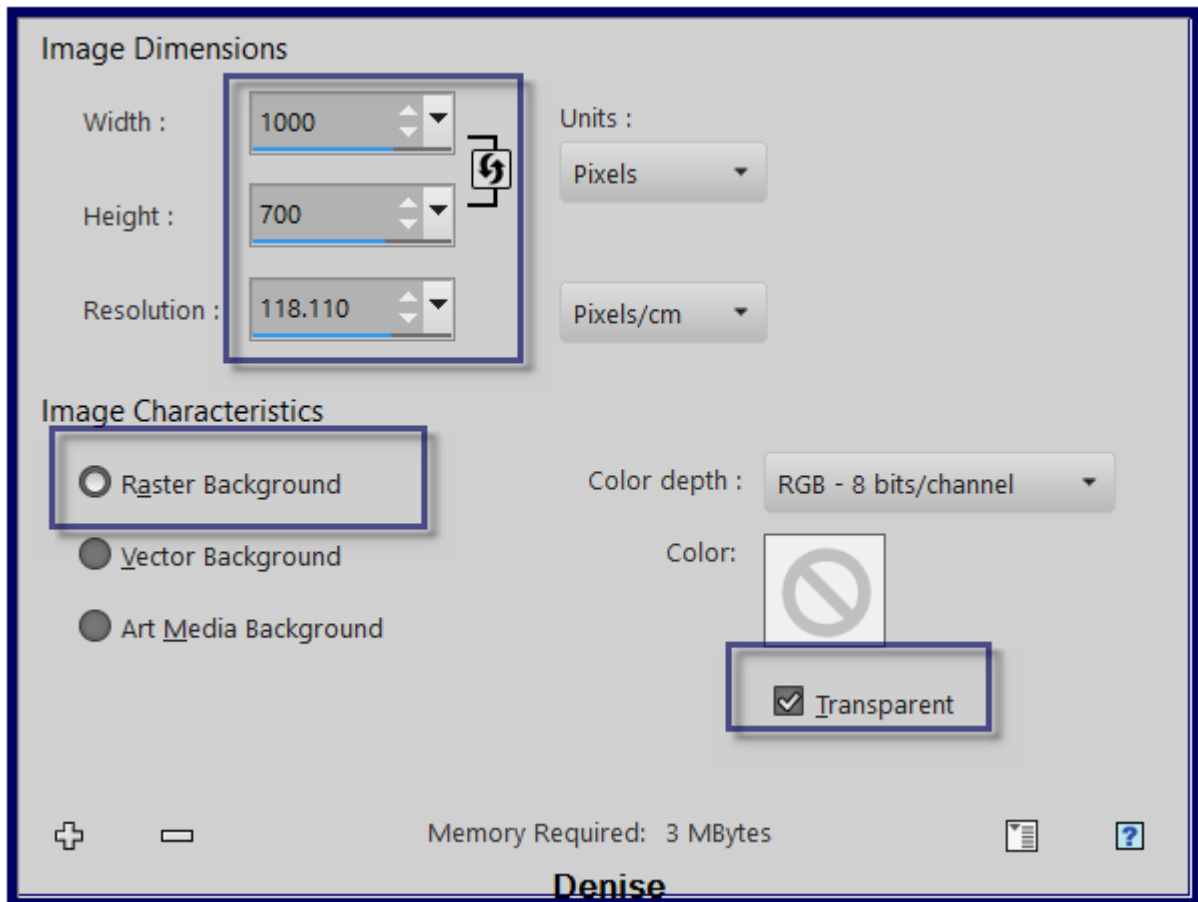 Image Dimensions
Width : 1000 Units :
Pixels
Height : 700
Resolution : 118.110 Pixels/cm
Image Characteristics
Raster Background Color depth : RGB - 8 bits/channel
Vector Background Color:
Art Media Background
Transparent
Memory Required: 3 MBytes ?
Denise